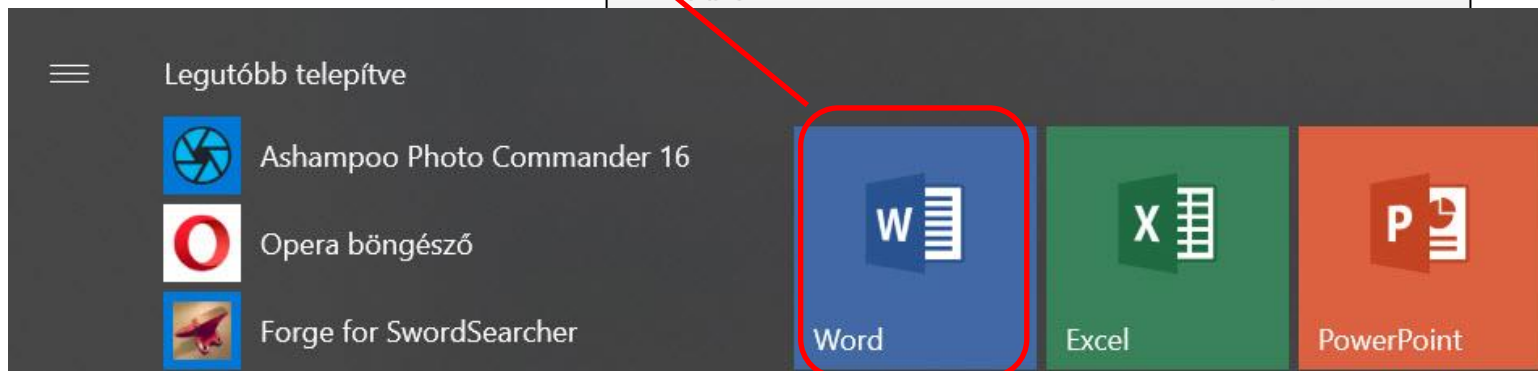 Legutóbb telepítve
Ashampoo Photo Commander 16
Opera böngésző
Forge for SwordSearcher
Word
Excel
PowerPoint